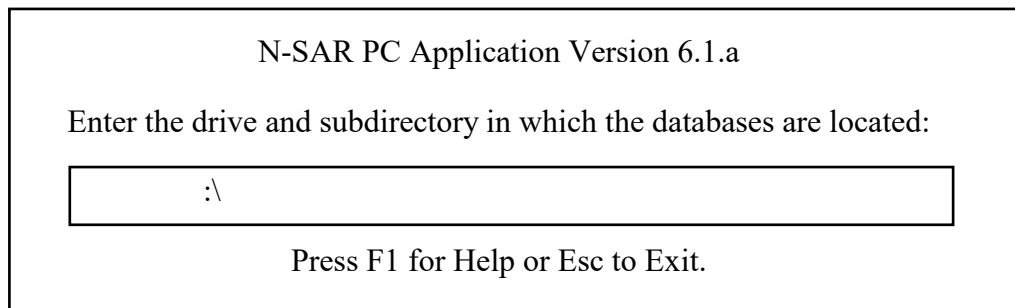 N-SAR PC Application Version 6.1.a
Enter the drive and subdirectory in which the databases are located:
:\
Press F1 for Help or Esc to Exit.